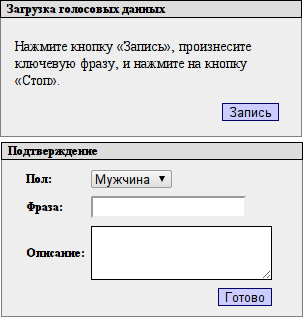 Загрузка голосовых данных
Нажмите кнопку «Запись», произнесите
ключевую фразу, и нажмите на кнопку
«Стоп».
Запись
Подтверждение
Пол: Мужчина
Фраза:
Описание:
Готово